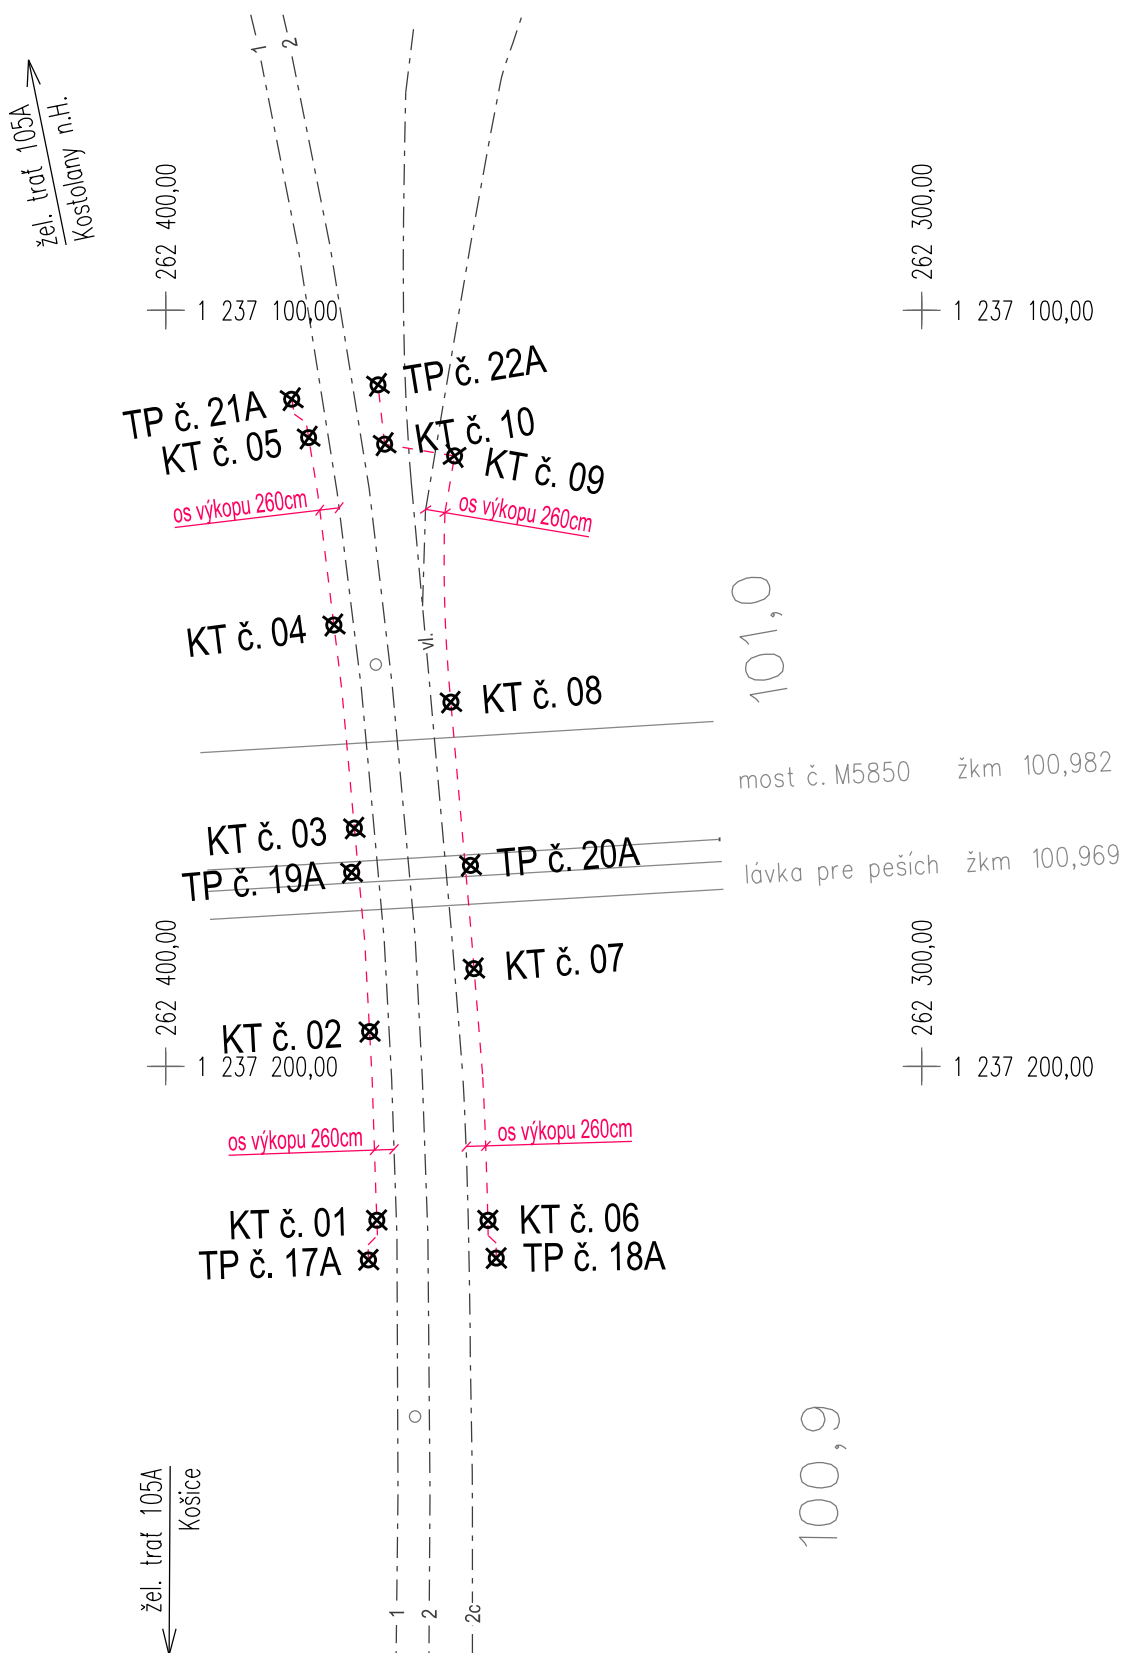 1
2
žel. trať 105A
Kostolany n.H.
262 400,00
1 237 100,00
262 300,00
1 237 100,00
TP č. 21A
TP č. 22A
KT č. 05
KT č. 10
KT č. 09
os výkopu 260cm
os výkopu 260cm
KT č. 04
vl.
101,0
KT č. 08
most č. M5850 žkm 100,982
KT č. 03
TP č. 19A
TP č. 20A
lávka pre peších žkm 100,969
262 400,00
1 237 200,00
262 300,00
1 237 200,00
KT č. 07
KT č. 02
os výkopu 260cm
os výkopu 260cm
KT č. 01
KT č. 06
TP č. 17A
TP č. 18A
100,9
žel. trať 105A
Košice
1
2
2c